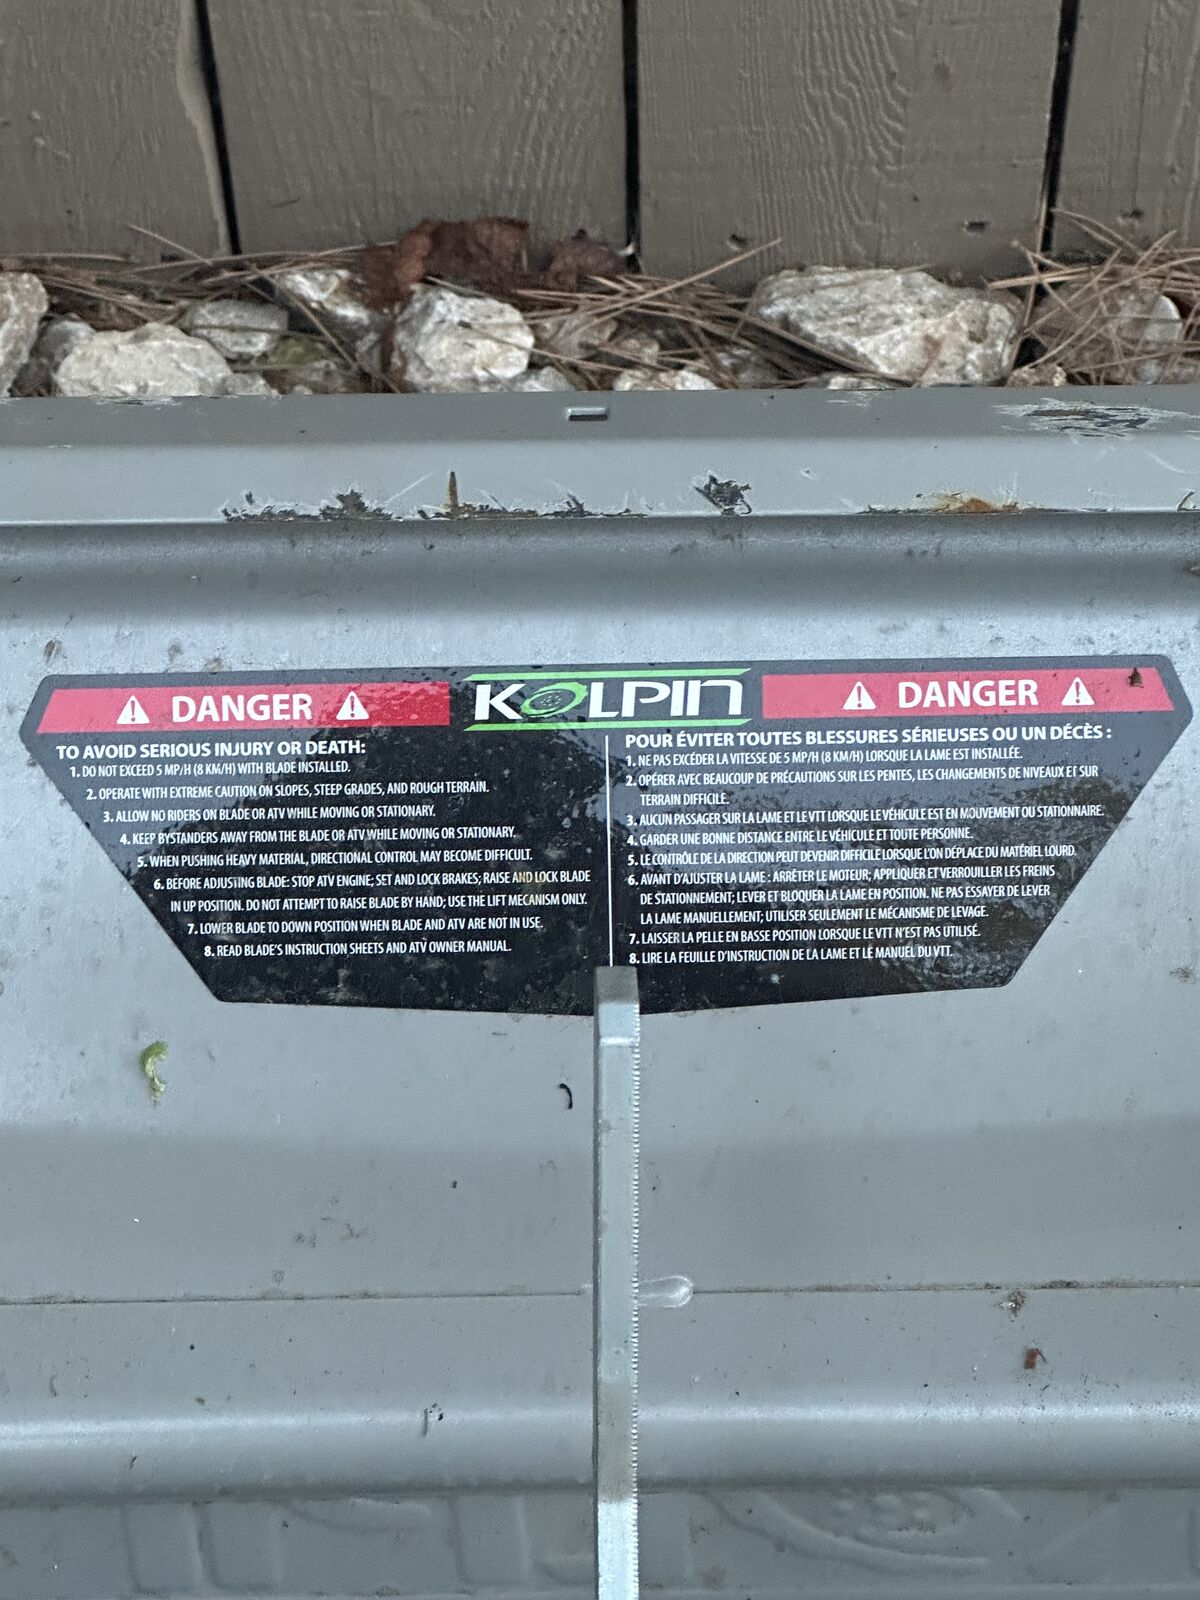 ⚠ DANGER ⚠
KOLPIN
⚠ DANGER ⚠
TO AVOID SERIOUS INJURY OR DEATH:
1. DO NOT EXCEED 5 MP/H (8 KM/H) WITH BLADE INSTALLED.
2. OPERATE WITH EXTREME CAUTION ON SLOPES, STEEP GRADES, AND ROUGH TERRAIN.
3. ALLOW NO RIDERS ON BLADE OR ATV WHILE MOVING OR STATIONARY.
4. KEEP BYSTANDERS AWAY FROM THE BLADE OR ATV WHILE MOVING OR STATIONARY.
5. WHEN PUSHING HEAVY MATERIAL, DIRECTIONAL CONTROL MAY BECOME DIFFICULT.
6. BEFORE ADJUSTING BLADE: STOP ATV ENGINE; SET AND LOCK BRAKES; RAISE AND LOCK BLADE
IN UP POSITION. DO NOT ATTEMPT TO RAISE BLADE BY HAND; USE THE LIFT MECANISM ONLY.
7. LOWER BLADE TO DOWN POSITION WHEN BLADE AND ATV ARE NOT IN USE.
8. READ BLADE'S INSTRUCTION SHEETS AND ATV OWNER MANUAL.
POUR ÉVITER TOUTES BLESSURES SÉRIEUSES OU UN DÉCÈS :
1. NE PAS EXCÉDER LA VITESSE DE 5 MP/H (8 KM/H) LORSQUE LA LAME EST INSTALLÉE.
2. OPÉRER AVEC BEAUCOUP DE PRÉCAUTIONS SUR LES PENTES, LES CHANGEMENTS DE NIVEAUX ET SUR
TERRAIN DIFFICILE.
3. AUCUN PASSAGER SUR LA LAME ET LE VTT LORSQUE LE VÉHICULE EST EN MOUVEMENT OU STATIONNAIRE.
4. GARDER UNE BONNE DISTANCE ENTRE LE VÉHICULE ET TOUTE PERSONNE.
5. LE CONTRÔLE DE LA DIRECTION PEUT DEVENIR DIFFICILE LORSQUE L'ON DÉPLACE DU MATÉRIEL LOURD.
6. AVANT D'AJUSTER LA LAME : ARRÊTER LE MOTEUR; APPLIQUER ET VERROUILLER LES FREINS
DE STATIONNEMENT; LEVER ET BLOQUER LA LAME EN POSITION. NE PAS ESSAYER DE LEVER
LA LAME MANUELLEMENT; UTILISER SEULEMENT LE MÉCANISME DE LEVAGE.
7. LAISSER LA PELLE EN BASSE POSITION LORSQUE LE VTT N'EST PAS UTILISÉ.
8. LIRE LA FEUILLE D'INSTRUCTION DE LA LAME ET LE MANUEL DU VTT.